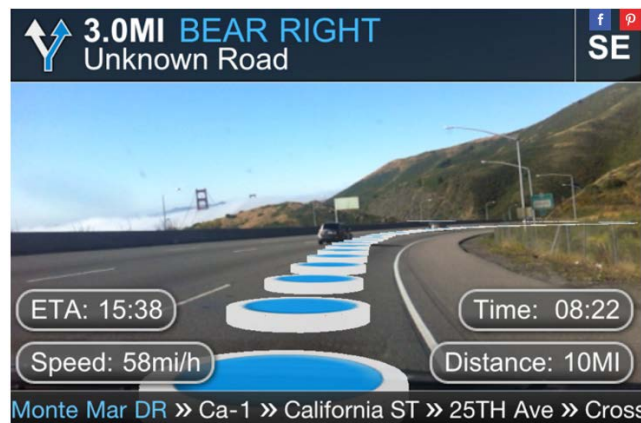 3.0MI BEAR RIGHT
Unknown Road
SE
ETA: 15:38
Time: 08:22
Speed: 58mi/h
Distance: 10MI
Monte Mar DR » Ca-1 » California ST » 25TH Ave » Cross